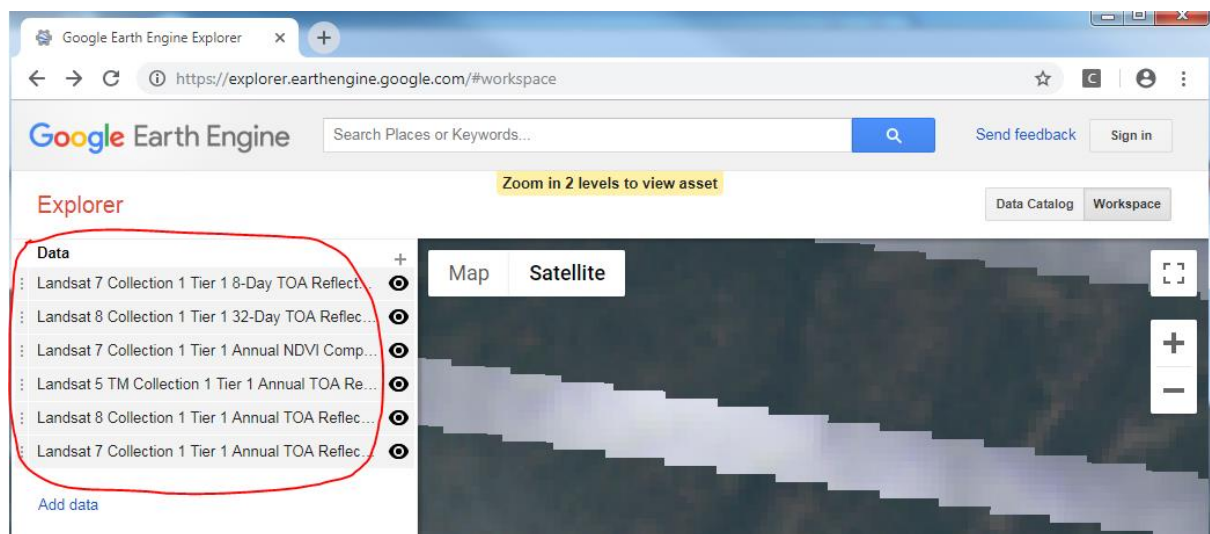 Google Earth Engine Explorer
https://explorer.earthengine.google.com/#workspace
C
Google Earth Engine
Search Places or Keywords...
Send feedback
Sign in
Zoom in 2 levels to view asset
Explorer
Data Catalog
Workspace
Data
Landsat 7 Collection 1 Tier 1 8-Day TOA Reflect...
Landsat 8 Collection 1 Tier 1 32-Day TOA Reflec...
Landsat 7 Collection 1 Tier 1 Annual NDVI Comp...
Landsat 5 TM Collection 1 Tier 1 Annual TOA Re...
Landsat 8 Collection 1 Tier 1 Annual TOA Reflec...
Landsat 7 Collection 1 Tier 1 Annual TOA Reflec...
Add data
Map
Satellite